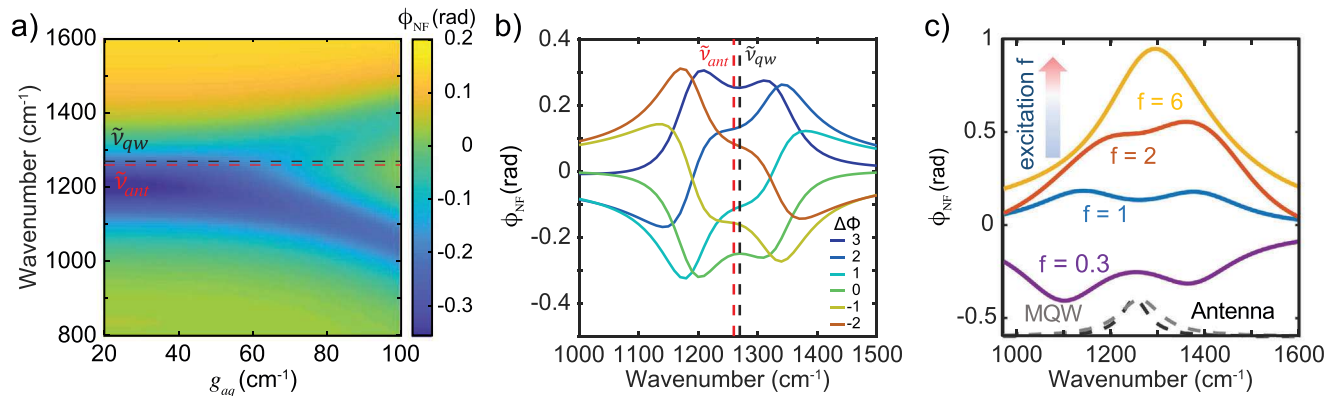 a)
ϕNF (rad)
1600
1400
1200
1000
800
Wavenumber (cm-1)
ṽqw
ṽant
20
40
60
80
100
gaq (cm-1)
0.2
0.1
0
-0.1
-0.2
-0.3
b)
0.4
0.2
0
-0.2
-0.4
ϕNF (rad)
ṽant
ṽqw
ΔΦ
3
2
1
0
-1
-2
1000
1100
1200
1300
1400
1500
Wavenumber (cm-1)
c)
1
0.5
0
-0.5
ϕNF (rad)
excitation f
f = 6
f = 2
f = 1
f = 0.3
MQW
Antenna
1000
1200
1400
1600
Wavenumber (cm-1)